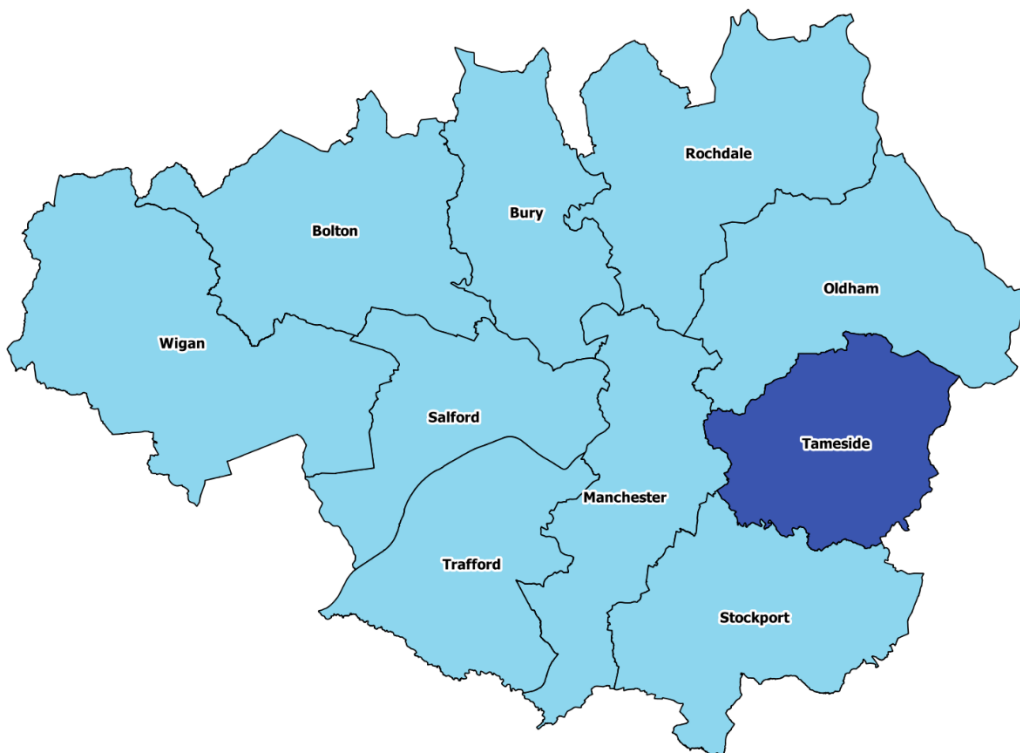 Rochdale
Bury
Bolton
Oldham
Wigan
Salford
Tameside
Manchester
Trafford
Stockport